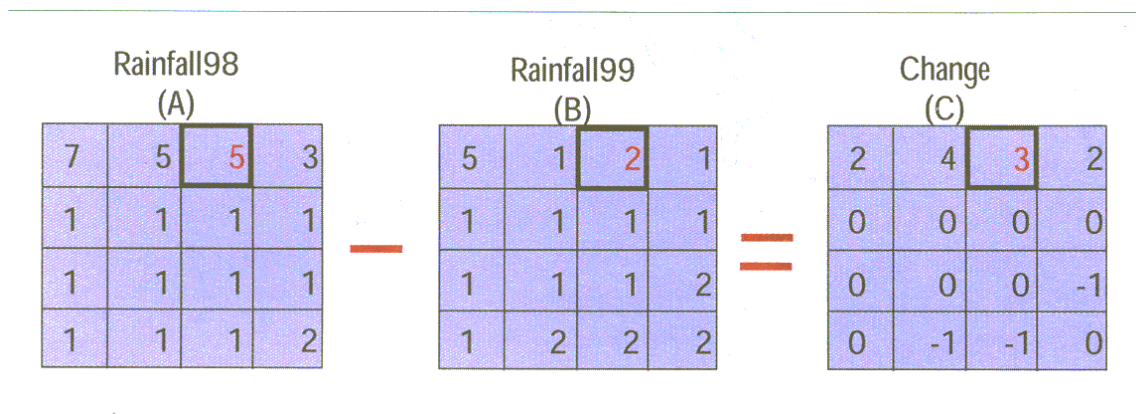 Rainfall98 Rainfall99 Change
(A) (B) (C)
7 5 5 3 5 1 2 1 2 4 3 2
1 1 1 1 1 1 1 1 0 0 0 0
— =
1 1 1 1 1 1 1 2 0 0 0 -1
1 1 1 2 1 2 2 2 0 -1 -1 0